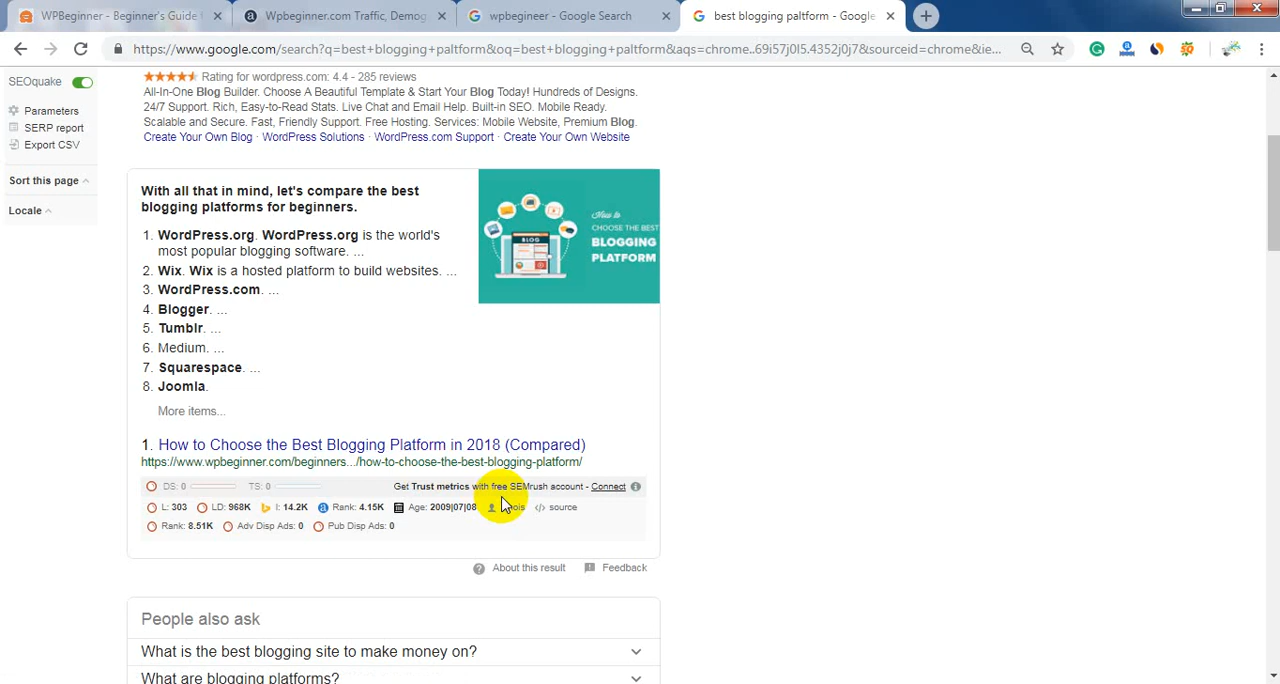 WPBeginner - Beginner's Guide
Wpbeginner.com Traffic, Demog
wpbegineer - Google Search
best blogging paltform - Google
https://www.google.com/search?q=best+blogging+paltform&oq=best+blogging+paltform&aqs=chrome..69i57j0l5.4352j0j7&sourceid=chrome&ie...
SEOquake
Parameters
SERP report
Export CSV
Sort this page
Locale
Rating for wordpress.com: 4.4 - 285 reviews
All-In-One Blog Builder. Choose A Beautiful Template & Start Your Blog Today! Hundreds of Designs.
24/7 Support. Rich, Easy-to-Read Stats. Live Chat and Email Help. Built-in SEO. Mobile Ready.
Scalable and Secure. Fast, Friendly Support. Free Hosting. Services: Mobile Website, Premium Blog.
Create Your Own Blog · WordPress Solutions · WordPress.com Support · Create Your Own Website
With all that in mind, let's compare the best
blogging platforms for beginners.
1. WordPress.org. WordPress.org is the world's
most popular blogging software. ...
2. Wix. Wix is a hosted platform to build websites. ...
3. WordPress.com. ...
4. Blogger. ...
5. Tumblr. ...
6. Medium. ...
7. Squarespace. ...
8. Joomla.
More items...
How to
CHOOSE THE BEST
BLOGGING
PLATFORM
BLOG
1. How to Choose the Best Blogging Platform in 2018 (Compared)
https://www.wpbeginner.com/beginners.../how-to-choose-the-best-blogging-platform/
DS: 0 TS: 0 Get Trust metrics with free SEMrush account - Connect
L: 303 LD: 968K I: 14.2K Rank: 4.15K Age: 2009|07|08 source
Rank: 8.51K Adv Disp Ads: 0 Pub Disp Ads: 0
About this result Feedback
People also ask
What is the best blogging site to make money on?
What are blogging platforms?